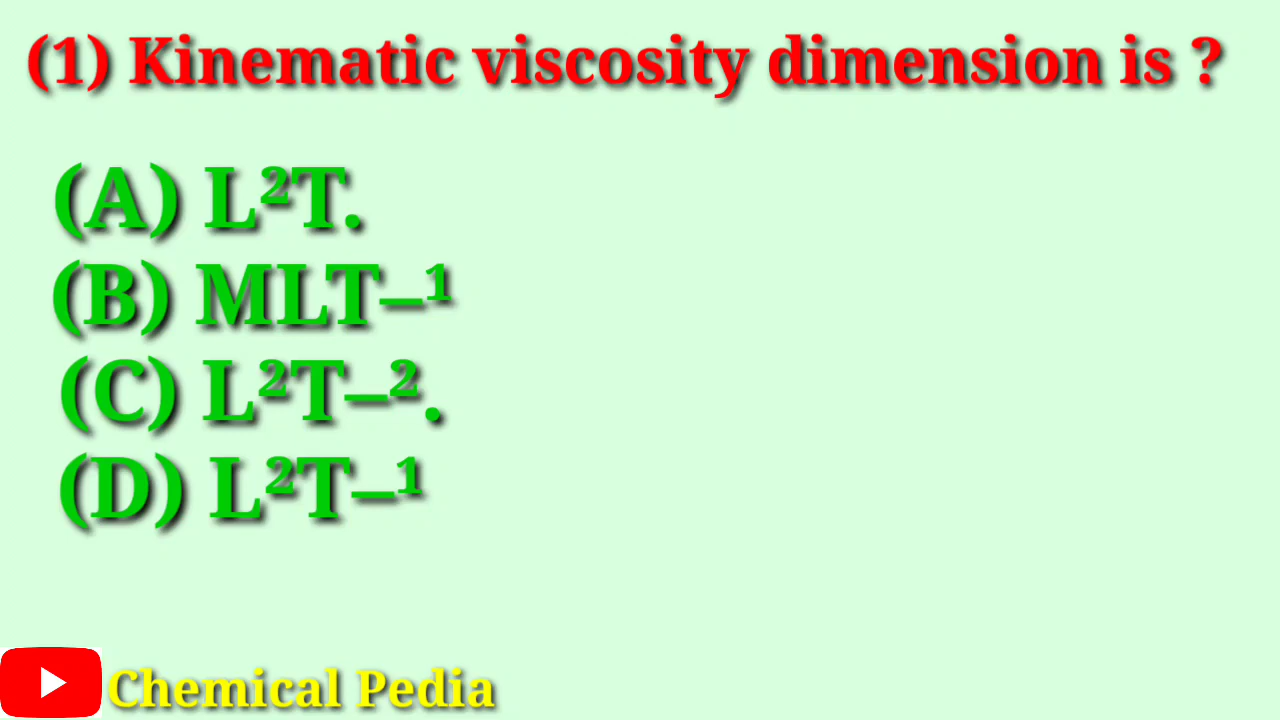 (1) Kinematic viscosity dimension is ?
(A) L²T.
(B) MLT–¹
(C) L²T–².
(D) L²T–¹
Chemical Pedia